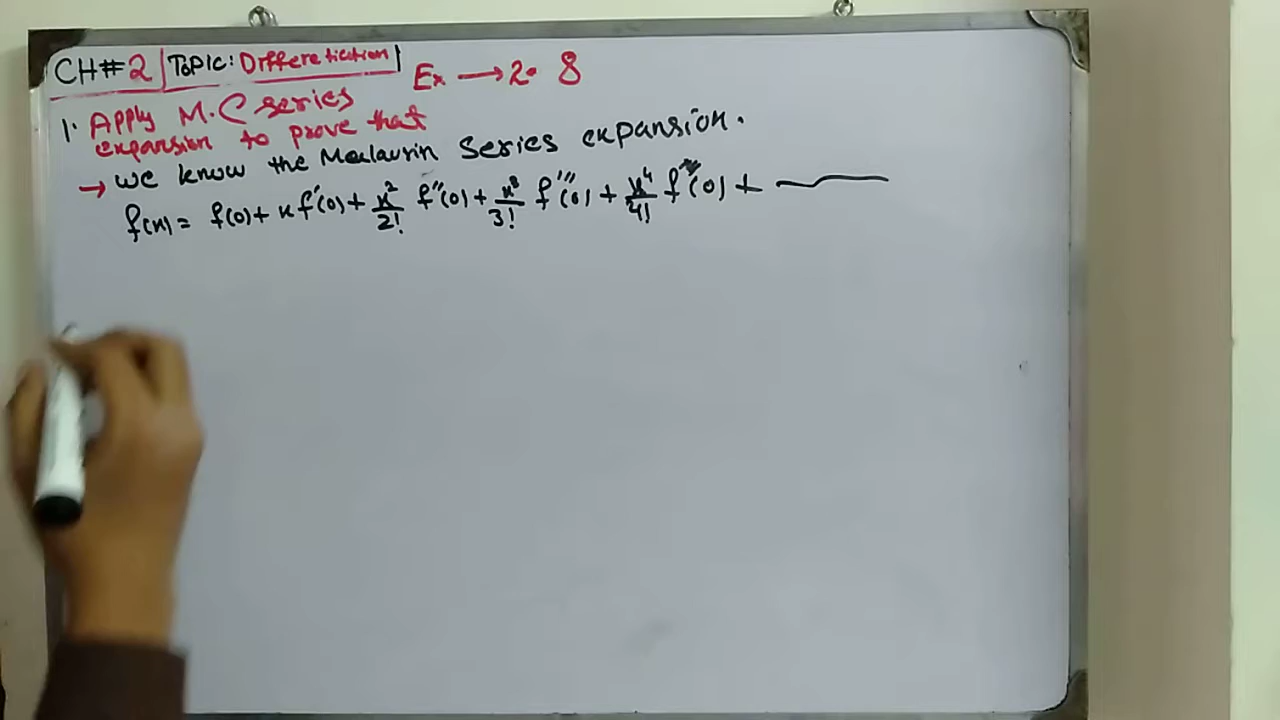 CH#2 | Topic: Differetiction | Ex → 2.8
1. Apply M.C series
expansion to prove that
→ we know the Maclaurin series expansion.
f(x) = f(0) + x f'(0) + x²/2! f''(0) + x³/3! f'''(0) + x⁴/4! f (0) + ———